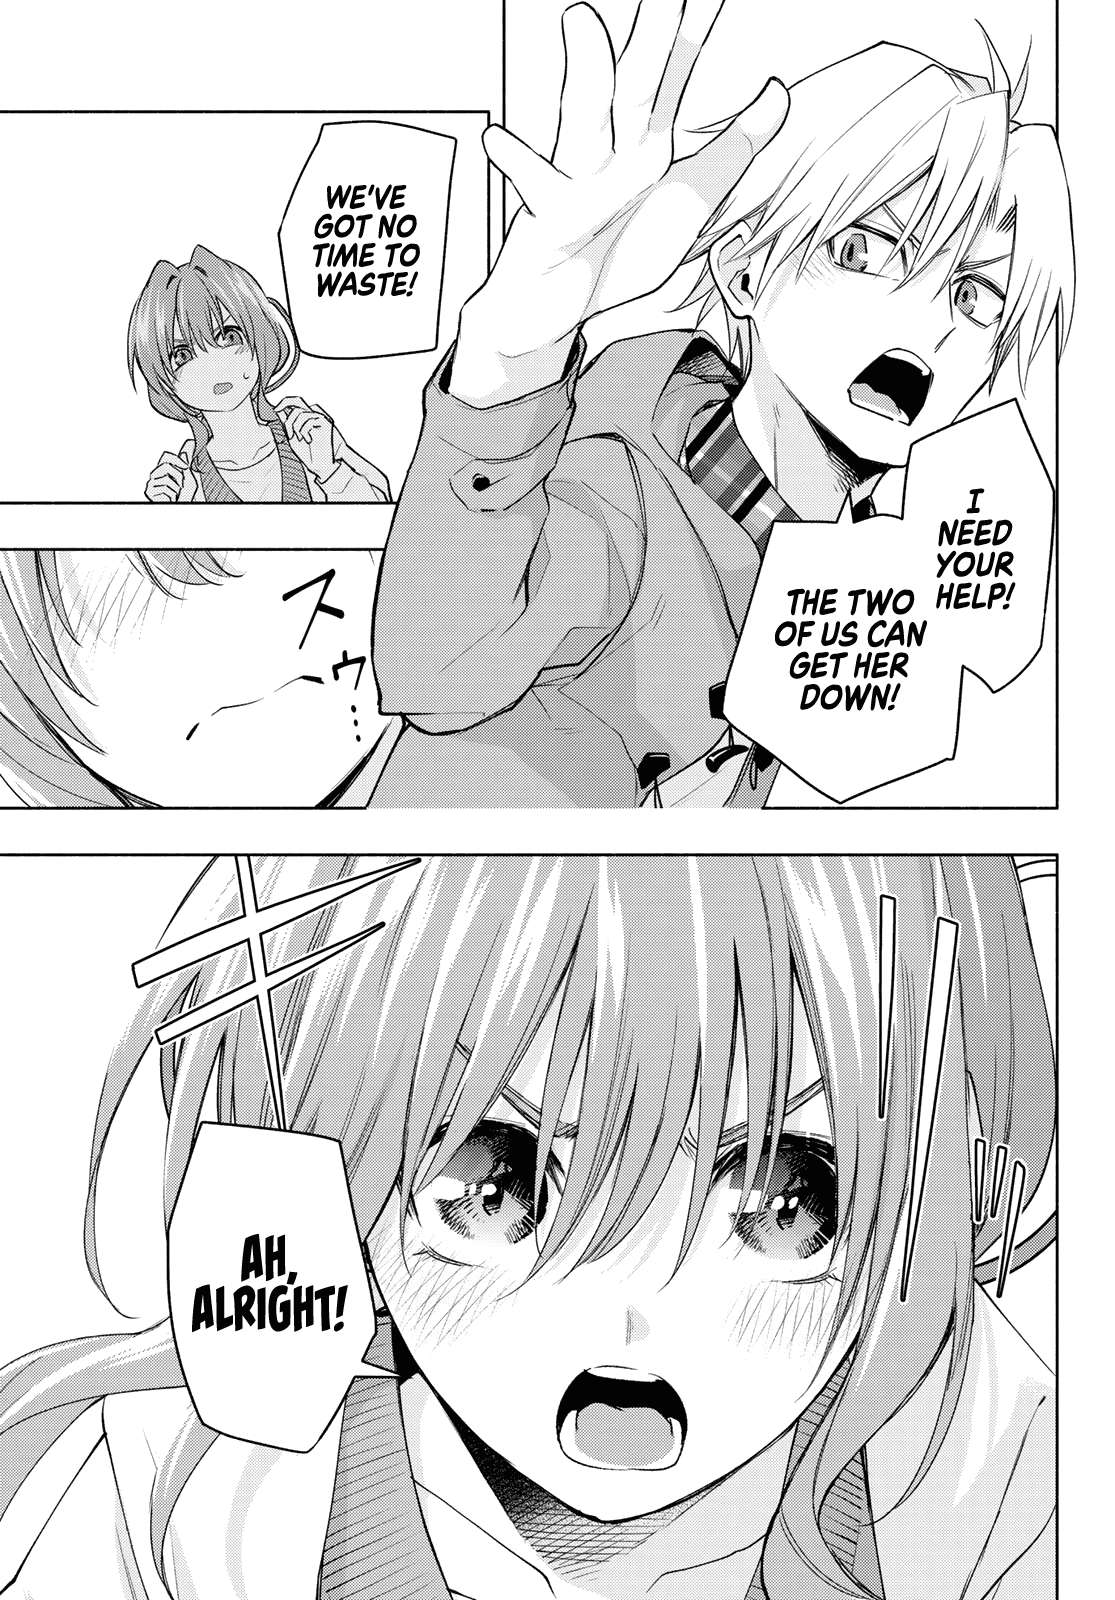 I
NEED
YOUR
HELP!
THE TWO
OF US CAN
GET HER
DOWN!
WE'VE
GOT NO
TIME TO
WASTE!
スゥ…
AH,
ALRIGHT!